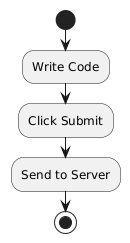 Write Code
Click Submit
Send to Server